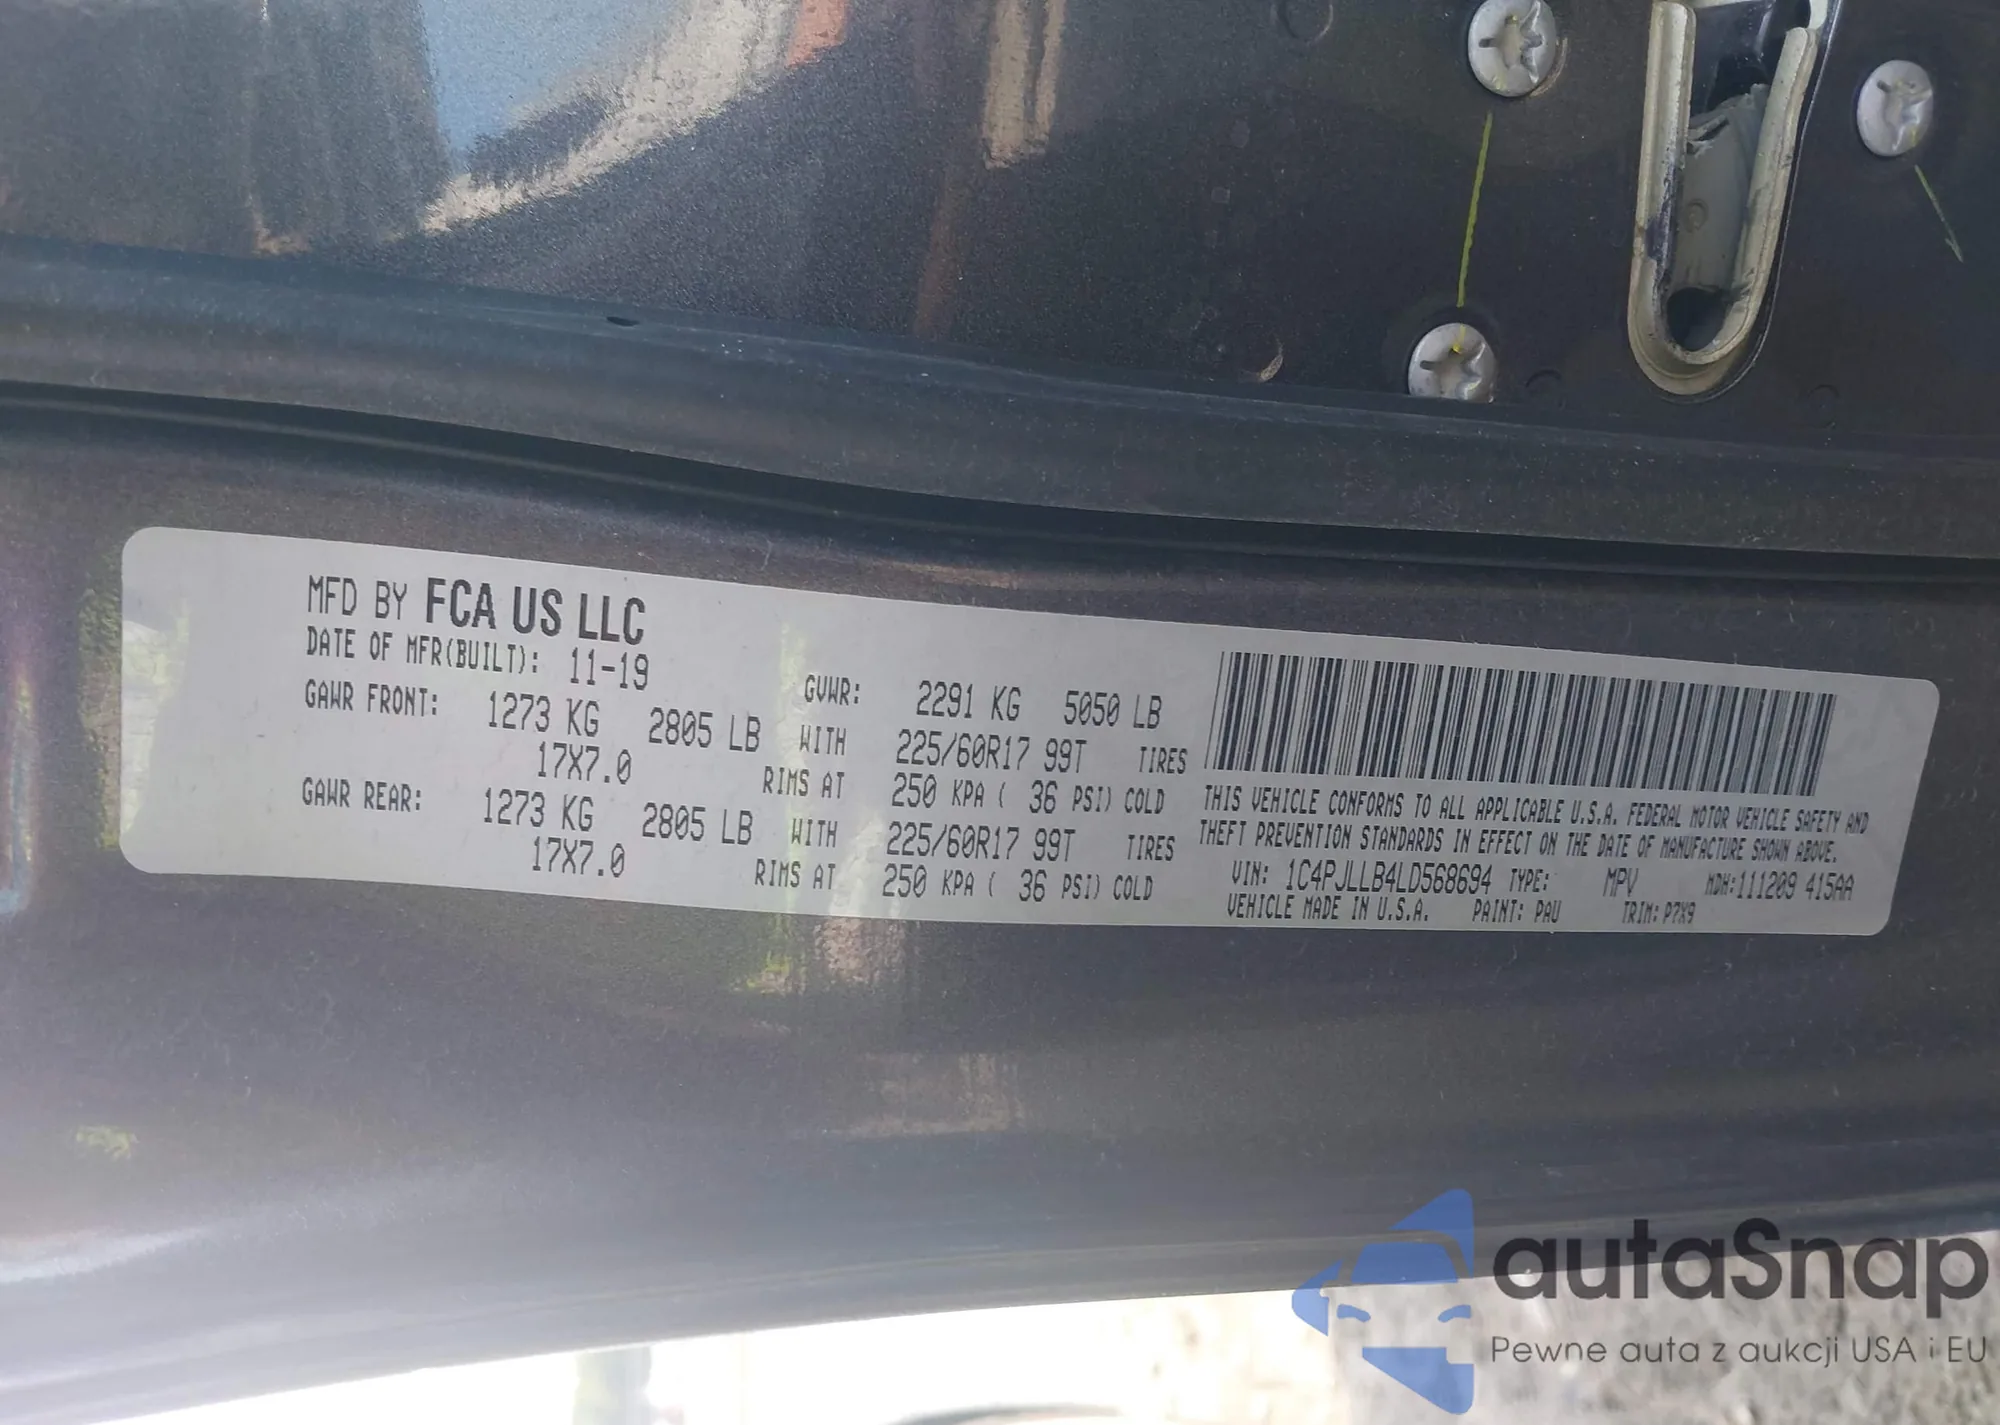 MFD BY FCA US LLC
DATE OF MFR(BUILT): 11-19
GVWR: 2291 KG 5050 LB
GAWR FRONT: 1273 KG 2805 LB WITH 225/60R17 99T TIRES
17X7.0 RIMS AT 250 KPA ( 36 PSI) COLD
GAWR REAR: 1273 KG 2805 LB WITH 225/60R17 99T TIRES
17X7.0 RIMS AT 250 KPA ( 36 PSI) COLD
THIS VEHICLE CONFORMS TO ALL APPLICABLE U.S.A. FEDERAL MOTOR VEHICLE SAFETY AND
THEFT PREVENTION STANDARDS IN EFFECT ON THE DATE OF MANUFACTURE SHOWN ABOVE.
VIN: 1C4PJLLB4LD568694 TYPE: MPV MDH:111209 415AA
VEHICLE MADE IN U.S.A. PAINT: PAU TRIM: P7X9
autaSnap
Pewne auta z aukcji USA i EU